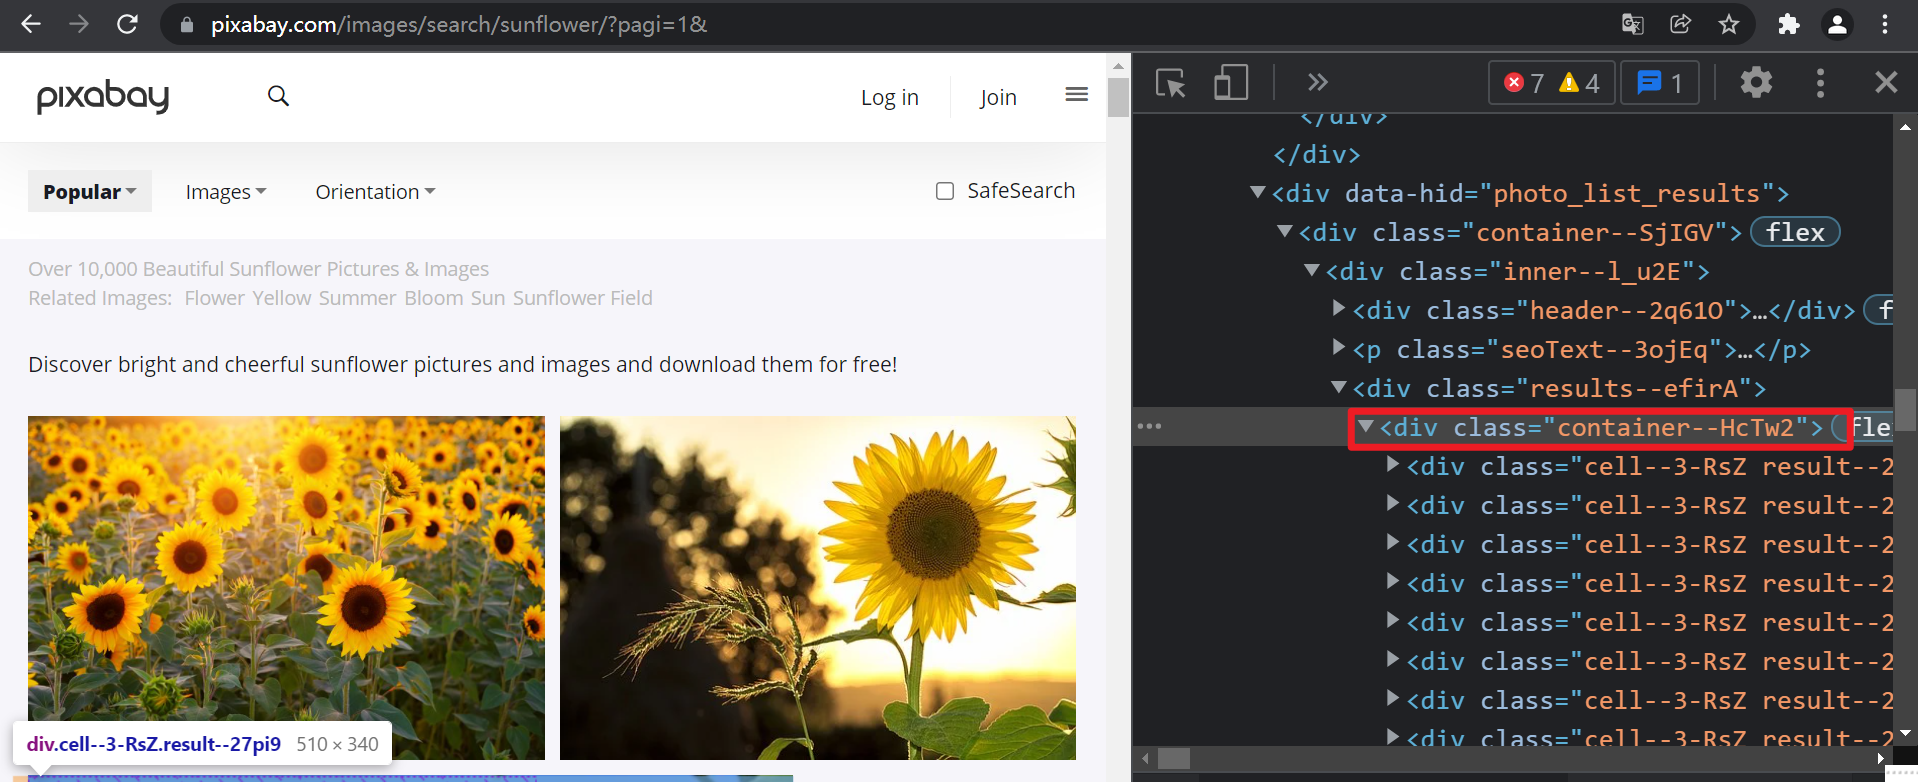 pixabay.com/images/search/sunflower/?pagi=1&
pixabay
Log in
Join
Popular
Images
Orientation
SafeSearch
Over 10,000 Beautiful Sunflower Pictures & Images
Related Images: Flower Yellow Summer Bloom Sun Sunflower Field
Discover bright and cheerful sunflower pictures and images and download them for free!
div.cell--3-RsZ.result--27pi9 510 × 340
7 4 1
</div>
</div>
<div data-hid="photo_list_results">
<div class="container--SjIGV"> flex
<div class="inner--l_u2E">
<div class="header--2q61O">…</div> f
<p class="seoText--3ojEq">…</p>
<div class="results--efirA">
<div class="container--HcTw2"> fle
<div class="cell--3-RsZ result--2
<div class="cell--3-RsZ result--2
<div class="cell--3-RsZ result--2
<div class="cell--3-RsZ result--2
<div class="cell--3-RsZ result--2
<div class="cell--3-RsZ result--2
<div class="cell--3-RsZ result--2
<div class="cell--3-RsZ result--2